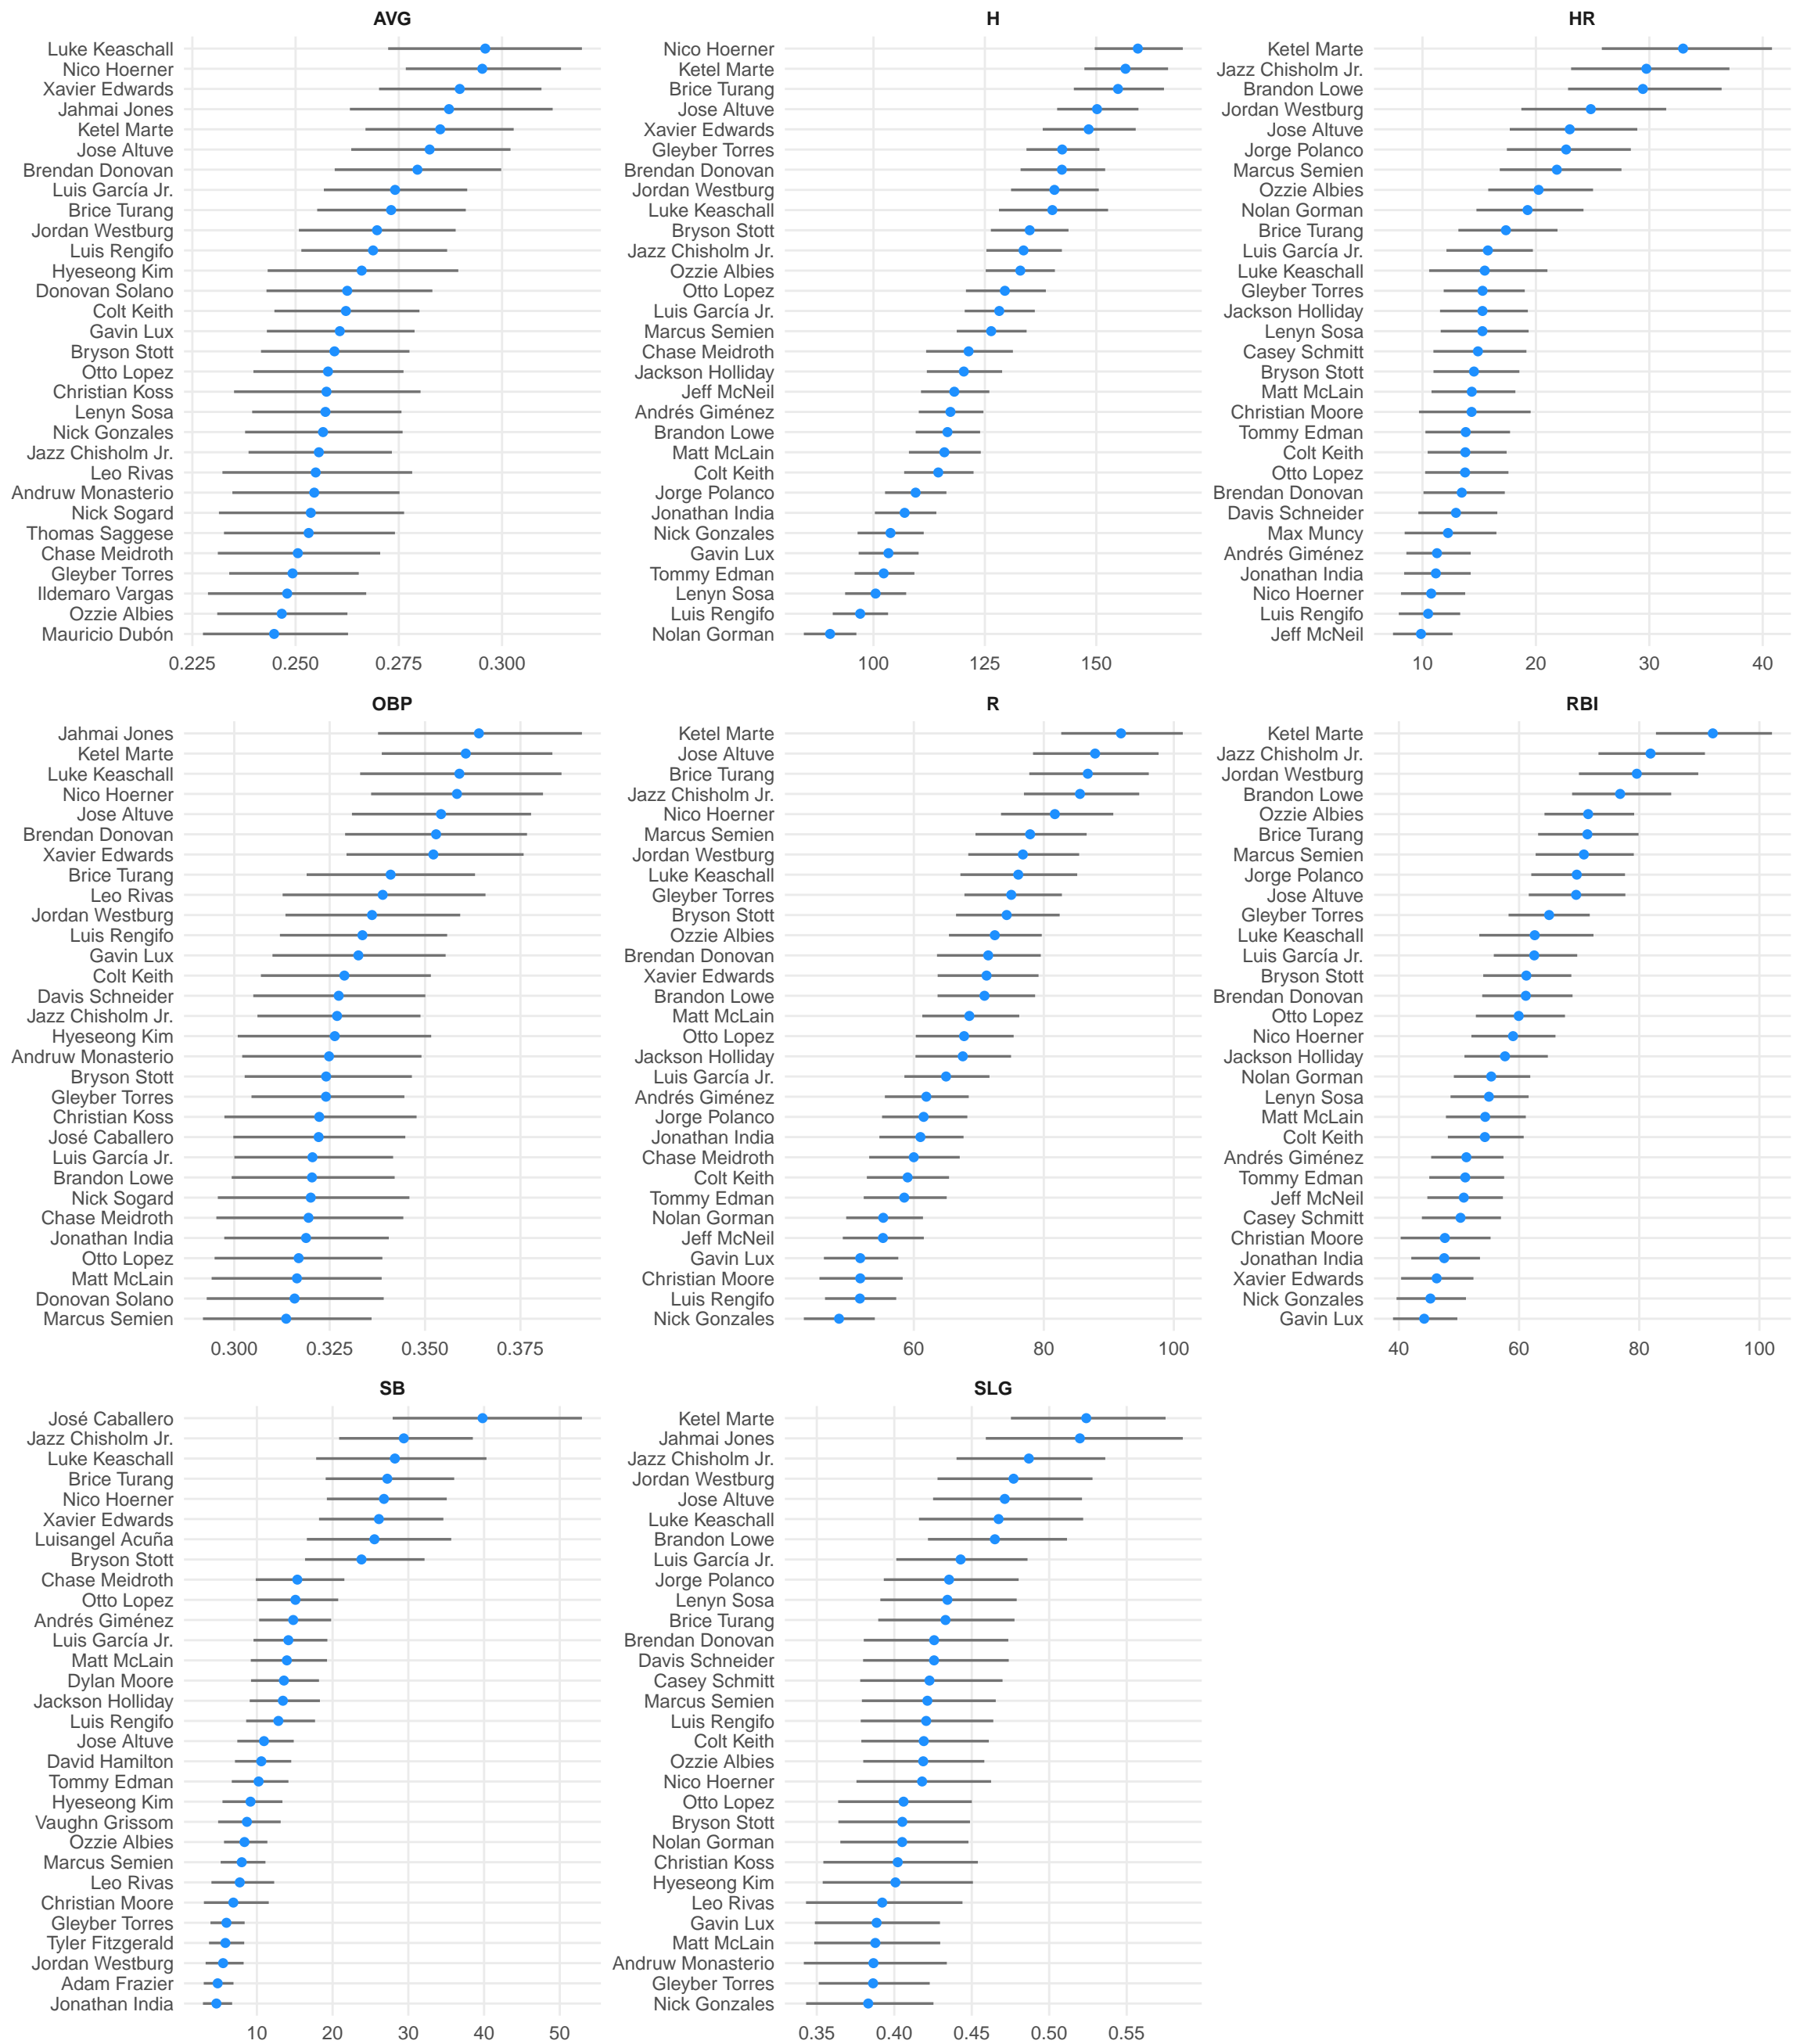 AVG
Luke Keaschall
Nico Hoerner
Xavier Edwards
Jahmai Jones
Ketel Marte
Jose Altuve
Brendan Donovan
Luis García Jr.
Brice Turang
Jordan Westburg
Luis Rengifo
Hyeseong Kim
Donovan Solano
Colt Keith
Gavin Lux
Bryson Stott
Otto Lopez
Christian Koss
Lenyn Sosa
Nick Gonzales
Jazz Chisholm Jr.
Leo Rivas
Andruw Monasterio
Nick Sogard
Thomas Saggese
Chase Meidroth
Gleyber Torres
Ildemaro Vargas
Ozzie Albies
Mauricio Dubón
0.225 0.250 0.275 0.300
H
Nico Hoerner
Ketel Marte
Brice Turang
Jose Altuve
Xavier Edwards
Gleyber Torres
Brendan Donovan
Jordan Westburg
Luke Keaschall
Bryson Stott
Jazz Chisholm Jr.
Ozzie Albies
Otto Lopez
Luis García Jr.
Marcus Semien
Chase Meidroth
Jackson Holliday
Jeff McNeil
Andrés Giménez
Brandon Lowe
Matt McLain
Colt Keith
Jorge Polanco
Jonathan India
Nick Gonzales
Gavin Lux
Tommy Edman
Lenyn Sosa
Luis Rengifo
Nolan Gorman
100 125 150
HR
Ketel Marte
Jazz Chisholm Jr.
Brandon Lowe
Jordan Westburg
Jose Altuve
Jorge Polanco
Marcus Semien
Ozzie Albies
Nolan Gorman
Brice Turang
Luis García Jr.
Luke Keaschall
Gleyber Torres
Jackson Holliday
Lenyn Sosa
Casey Schmitt
Bryson Stott
Matt McLain
Christian Moore
Tommy Edman
Colt Keith
Otto Lopez
Brendan Donovan
Davis Schneider
Max Muncy
Andrés Giménez
Jonathan India
Nico Hoerner
Luis Rengifo
Jeff McNeil
10 20 30 40
OBP
Jahmai Jones
Ketel Marte
Luke Keaschall
Nico Hoerner
Jose Altuve
Brendan Donovan
Xavier Edwards
Brice Turang
Leo Rivas
Jordan Westburg
Luis Rengifo
Gavin Lux
Colt Keith
Davis Schneider
Jazz Chisholm Jr.
Hyeseong Kim
Andruw Monasterio
Bryson Stott
Gleyber Torres
Christian Koss
José Caballero
Luis García Jr.
Brandon Lowe
Nick Sogard
Chase Meidroth
Jonathan India
Otto Lopez
Matt McLain
Donovan Solano
Marcus Semien
0.300 0.325 0.350 0.375
R
Ketel Marte
Jose Altuve
Brice Turang
Jazz Chisholm Jr.
Nico Hoerner
Marcus Semien
Jordan Westburg
Luke Keaschall
Gleyber Torres
Bryson Stott
Ozzie Albies
Brendan Donovan
Xavier Edwards
Brandon Lowe
Matt McLain
Otto Lopez
Jackson Holliday
Luis García Jr.
Andrés Giménez
Jorge Polanco
Jonathan India
Chase Meidroth
Colt Keith
Tommy Edman
Nolan Gorman
Jeff McNeil
Gavin Lux
Christian Moore
Luis Rengifo
Nick Gonzales
60 80 100
RBI
Ketel Marte
Jazz Chisholm Jr.
Jordan Westburg
Brandon Lowe
Ozzie Albies
Brice Turang
Marcus Semien
Jorge Polanco
Jose Altuve
Gleyber Torres
Luke Keaschall
Luis García Jr.
Bryson Stott
Brendan Donovan
Otto Lopez
Nico Hoerner
Jackson Holliday
Nolan Gorman
Lenyn Sosa
Matt McLain
Colt Keith
Andrés Giménez
Tommy Edman
Jeff McNeil
Casey Schmitt
Christian Moore
Jonathan India
Xavier Edwards
Nick Gonzales
Gavin Lux
40 60 80 100
SB
José Caballero
Jazz Chisholm Jr.
Luke Keaschall
Brice Turang
Nico Hoerner
Xavier Edwards
Luisangel Acuña
Bryson Stott
Chase Meidroth
Otto Lopez
Andrés Giménez
Luis García Jr.
Matt McLain
Dylan Moore
Jackson Holliday
Luis Rengifo
Jose Altuve
David Hamilton
Tommy Edman
Hyeseong Kim
Vaughn Grissom
Ozzie Albies
Marcus Semien
Leo Rivas
Christian Moore
Gleyber Torres
Tyler Fitzgerald
Jordan Westburg
Adam Frazier
Jonathan India
10 20 30 40 50
SLG
Ketel Marte
Jahmai Jones
Jazz Chisholm Jr.
Jordan Westburg
Jose Altuve
Luke Keaschall
Brandon Lowe
Luis García Jr.
Jorge Polanco
Lenyn Sosa
Brice Turang
Brendan Donovan
Davis Schneider
Casey Schmitt
Marcus Semien
Luis Rengifo
Colt Keith
Ozzie Albies
Nico Hoerner
Otto Lopez
Bryson Stott
Nolan Gorman
Christian Koss
Hyeseong Kim
Leo Rivas
Gavin Lux
Matt McLain
Andruw Monasterio
Gleyber Torres
Nick Gonzales
0.35 0.40 0.45 0.50 0.55